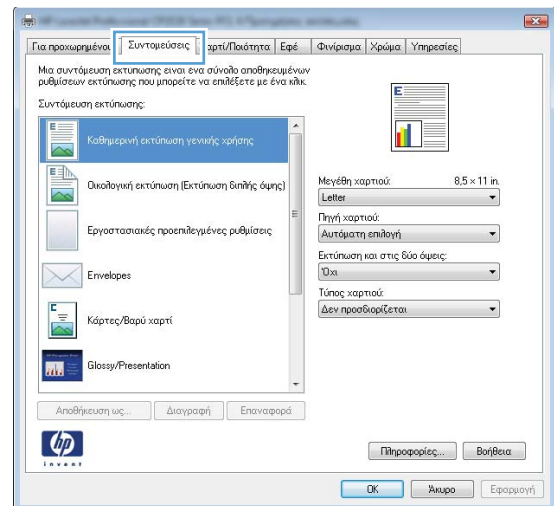 Για προχωρημένου Συντομεύσεις αρτί/Ποιότητα Εφέ Φινίρισμα Χρώμα Υπηρεσίες
Μια συντόμευση εκτύπωσης είναι ένα σύνολο αποθηκευμένων
ρυθμίσεων εκτύπωσης που μπορείτε να επιλέξετε με ένα κλικ.
Συντόμευση εκτύπωσης:
Καθημερινή εκτύπωση γενικής χρήσης
Οικολογική εκτύπωση (Εκτύπωση διπλής όψης)
Εργοστασιακές προεπιλεγμένες ρυθμίσεις
Envelopes
Κάρτες/Βαρύ χαρτί
Glossy/Presentation
Αποθήκευση ως... Διαγραφή Επαναφορά
E
Μεγέθη χαρτιού: 8,5 × 11 in.
Letter
Πηγή χαρτιού:
Αυτόματη επιλογή
Εκτύπωση και στις δύο όψεις:
Όχι
Τύπος χαρτιού:
Δεν προσδιορίζεται
hp
invent
Πληροφορίες... Βοήθεια
OK Άκυρο Εφαρμογή